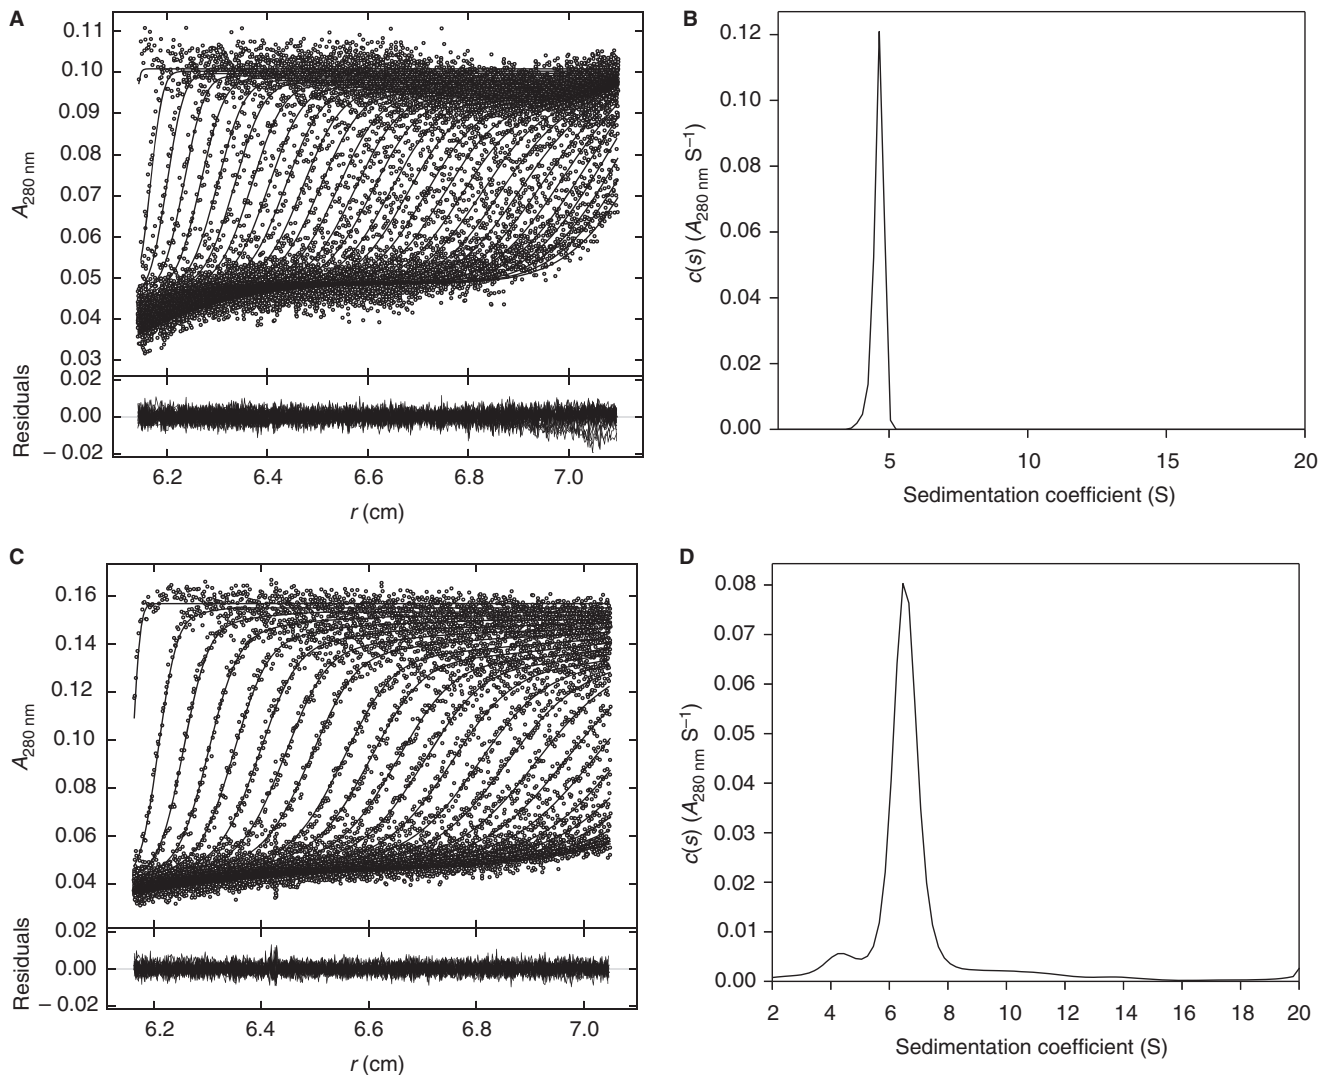 A
0.11
0.10
0.09
0.08
0.07
0.06
0.05
0.04
0.03
A280 nm
0.02
0.00
– 0.02
Residuals
6.2 6.4 6.6 6.8 7.0
r (cm)
B
0.12
0.10
0.08
0.06
0.04
0.02
0.00
c(s) (A280 nm S–1)
5 10 15 20
Sedimentation coefficient (S)
C
0.16
0.14
0.12
0.10
0.08
0.06
0.04
A280 nm
0.02
0.00
– 0.02
Residuals
6.2 6.4 6.6 6.8 7.0
r (cm)
D
0.08
0.07
0.06
0.05
0.04
0.03
0.02
0.01
0.00
c(s) (A280 nm S–1)
2 4 6 8 10 12 14 16 18 20
Sedimentation coefficient (S)